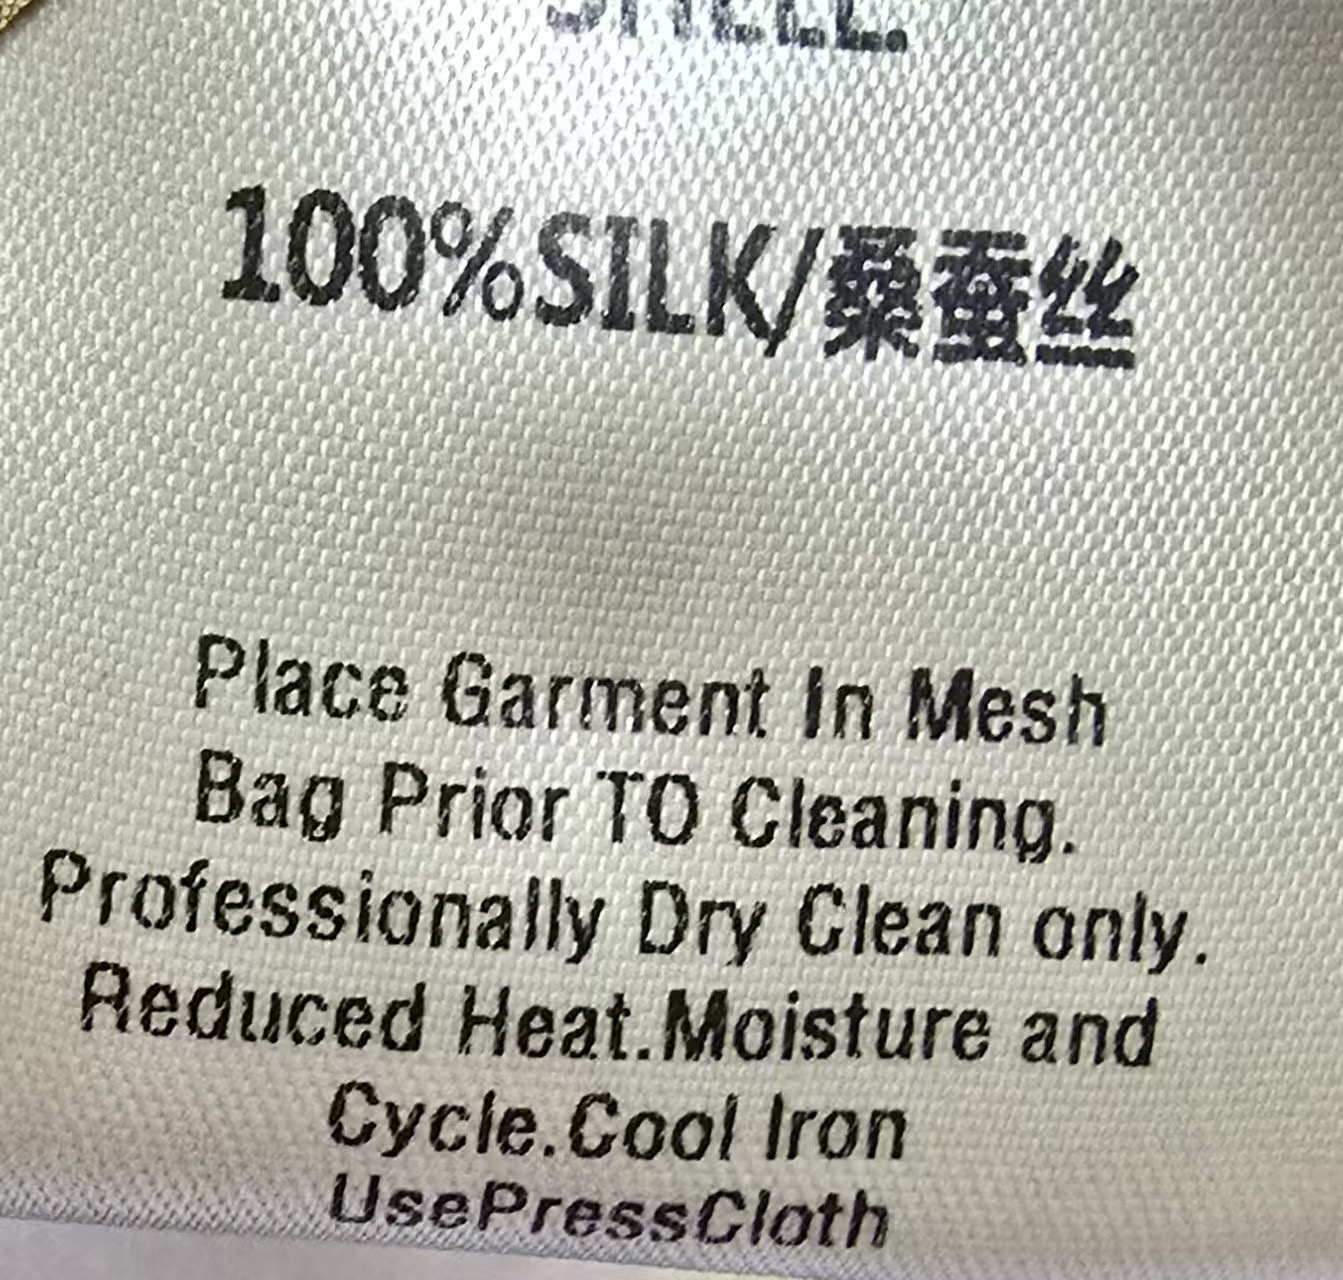 SHELL.
100%SILK/桑蚕丝
Place Garment In Mesh
Bag Prior TO Cleaning.
Professionally Dry Clean only.
Reduced Heat.Moisture and
Cycle.Cool Iron
UsePressCloth